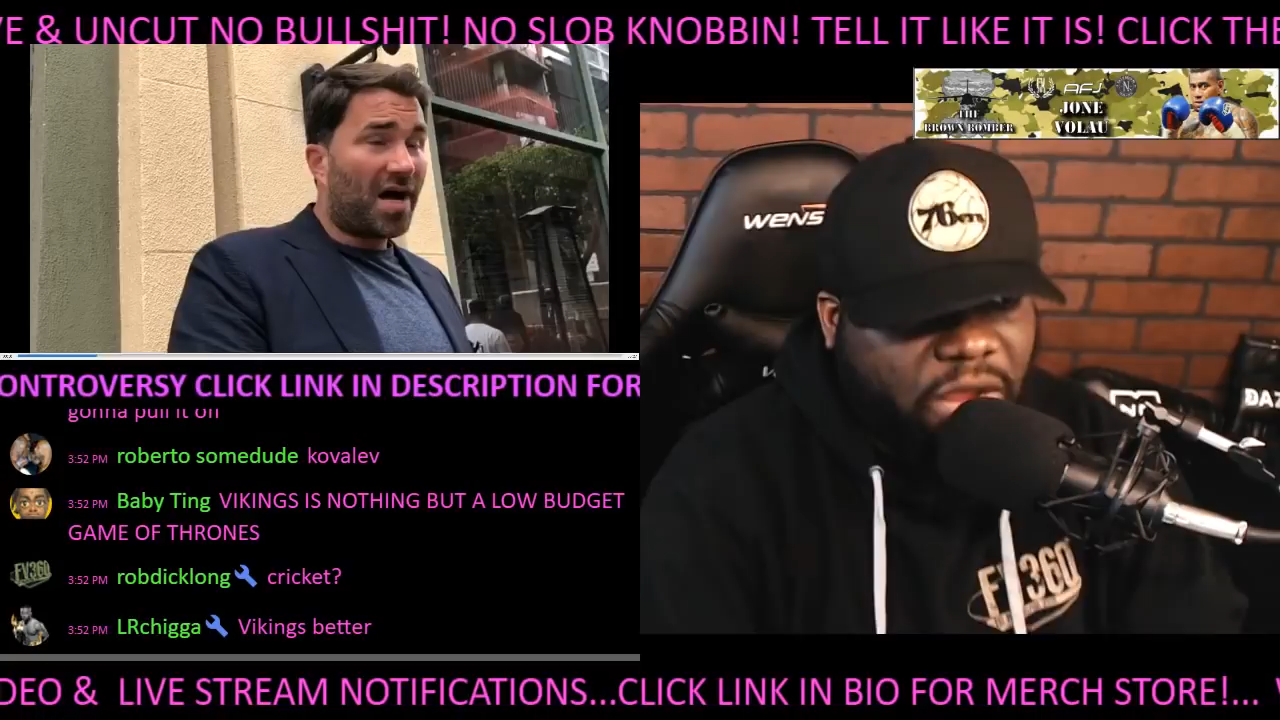 VE & UNCUT NO BULLSHIT! NO SLOB KNOBBIN! TELL IT LIKE IT IS! CLICK THE
AFJ
THE
BROWN BOMBER
JONE
VOLAU
76ers
WENS
ONTROVERSY CLICK LINK IN DESCRIPTION FOR
gonna pull it off
3:52 PM roberto somedude kovalev
3:52 PM Baby Ting VIKINGS IS NOTHING BUT A LOW BUDGET
GAME OF THRONES
FV360
3:52 PM robdicklong cricket?
3:52 PM LRchigga Vikings better
DAZ
FV360
DEO & LIVE STREAM NOTIFICATIONS...CLICK LINK IN BIO FOR MERCH STORE!...